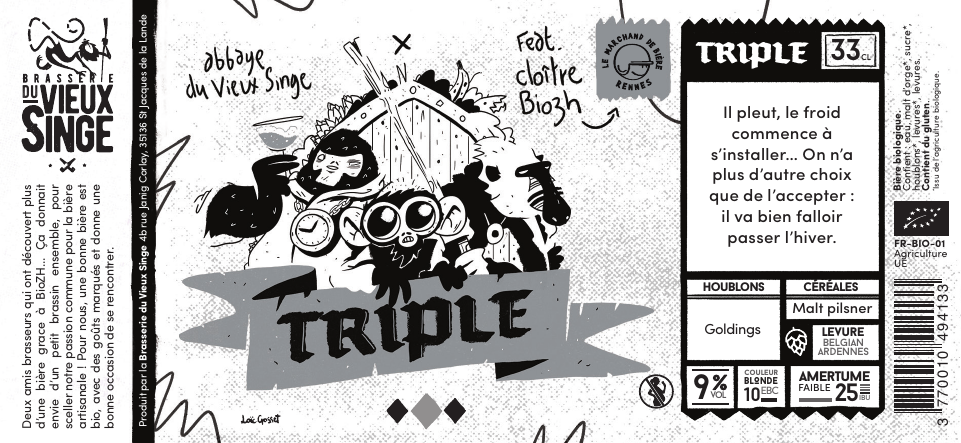 BRASSERIE
DU VIEUX
SINGE
Deux amis brasseurs qui ont découvert plus
d'une bière grace à BioZH... Ça donnait
envie d'un petit brassin ensemble, pour
sceller notre passion commune pour la bière
artisanale ! Pour nous, une bonne bière est
bio, avec des goûts marqués et donne une
bonne occasion de se rencontrer.
Produit par la Brasserie du Vieux Singe 4b rue Janig Corlay, 35136 St Jacques de la Lande
abbaye
du Vieux Singe
Feat.
cloître
Biozh
LE MARCHAND DE BIÈRE
RENNES
TRIPLE
Loïc Gosset
TRIPLE
33CL
Il pleut, le froid
commence à
s'installer... On n'a
plus d'autre choix
que de l'accepter :
il va bien falloir
passer l'hiver.
HOUBLONS
Goldings
CÉRÉALES
Malt pilsner
LEVURE
BELGIAN
ARDENNES
9%VOL
COULEUR
BLONDE
10EBC
AMERTUME
FAIBLE 25 IBU
Bière biologique.
Contient : eau, malt d'orge*, sucre*,
houblons*, levures*, levures.
Contient du gluten.
*issu de l'agriculture biologique.
FR-BIO-01
Agriculture
UE
3 770010 494133